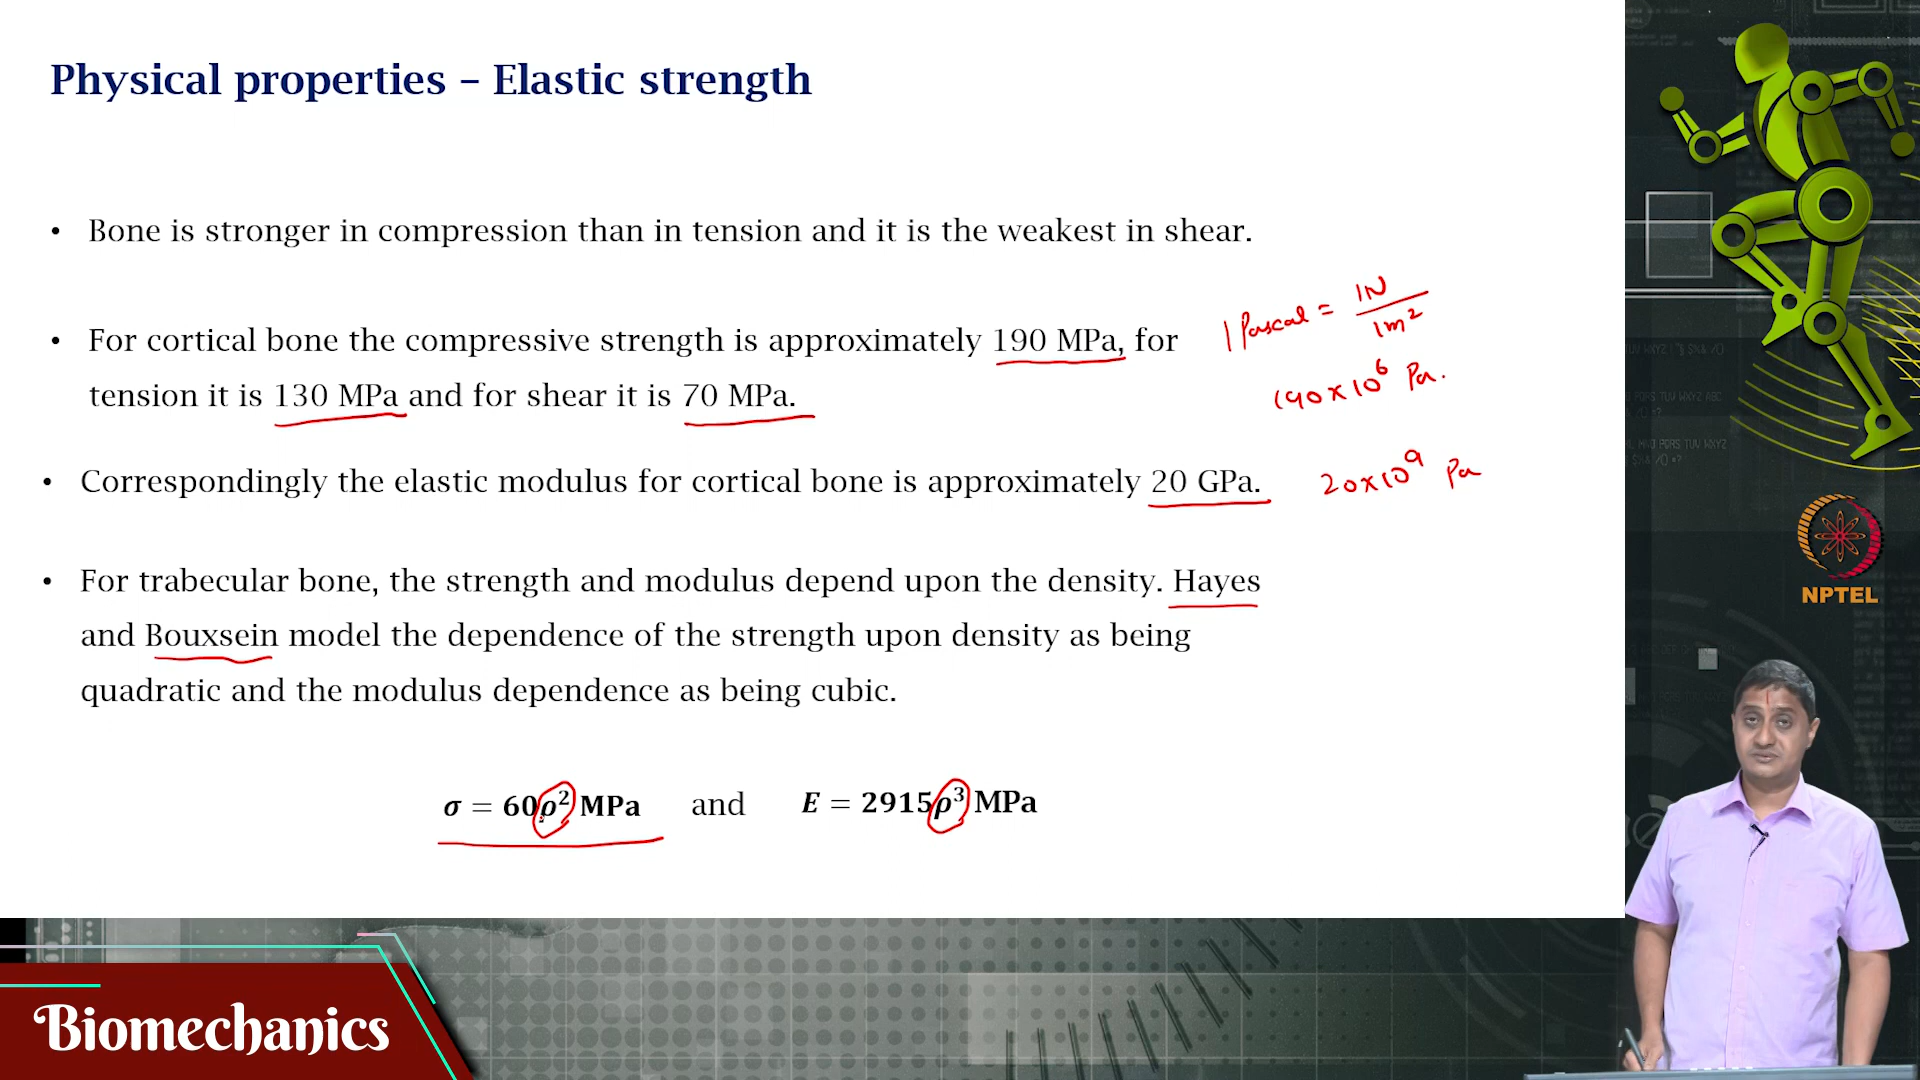 Physical properties – Elastic strength
• Bone is stronger in compression than in tension and it is the weakest in shear.
• For cortical bone the compressive strength is approximately 190 MPa, for
tension it is 130 MPa and for shear it is 70 MPa.
1 Pascal = 1N / 1m²
190×10⁶ Pa.
• Correspondingly the elastic modulus for cortical bone is approximately 20 GPa.
20×10⁹ Pa
• For trabecular bone, the strength and modulus depend upon the density. Hayes
and Bouxsein model the dependence of the strength upon density as being
quadratic and the modulus dependence as being cubic.
σ = 60ρ² MPa and E = 2915ρ³ MPa
NPTEL
Biomechanics